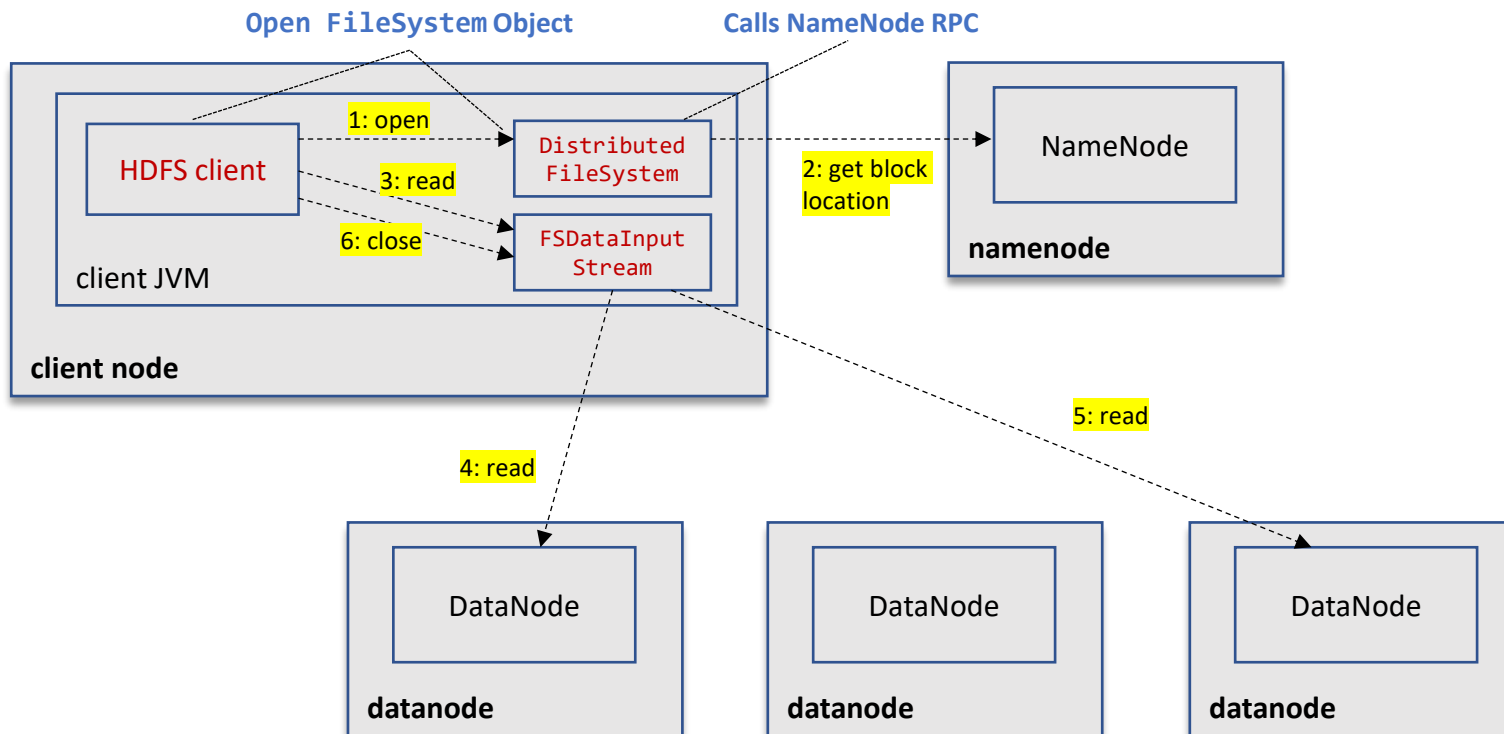 Open FileSystem Object
Calls NameNode RPC
1: open
HDFS client
Distributed
FileSystem
NameNode
3: read
2: get block
location
6: close
FSDataInput
Stream
namenode
client JVM
client node
5: read
4: read
DataNode
DataNode
DataNode
datanode
datanode
datanode